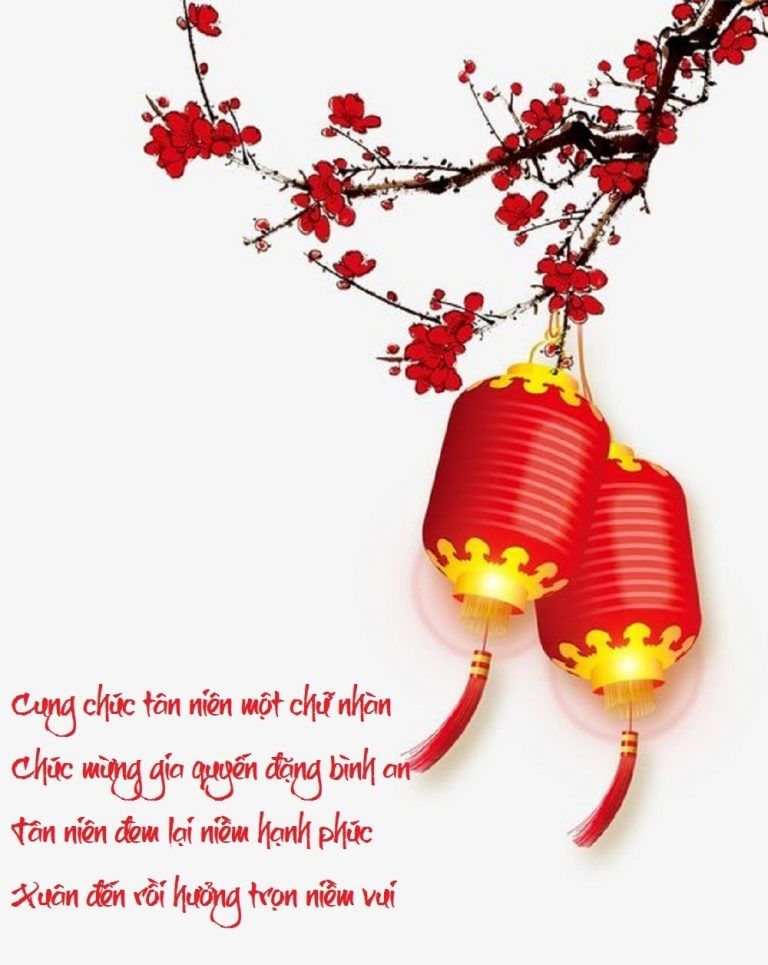 Cung chúc tân niên một chữ nhàn
Chúc mừng gia quyến đặng bình an
Tân niên đem lại niềm hạnh phúc
Xuân đến rồi hưởng trọn niềm vui